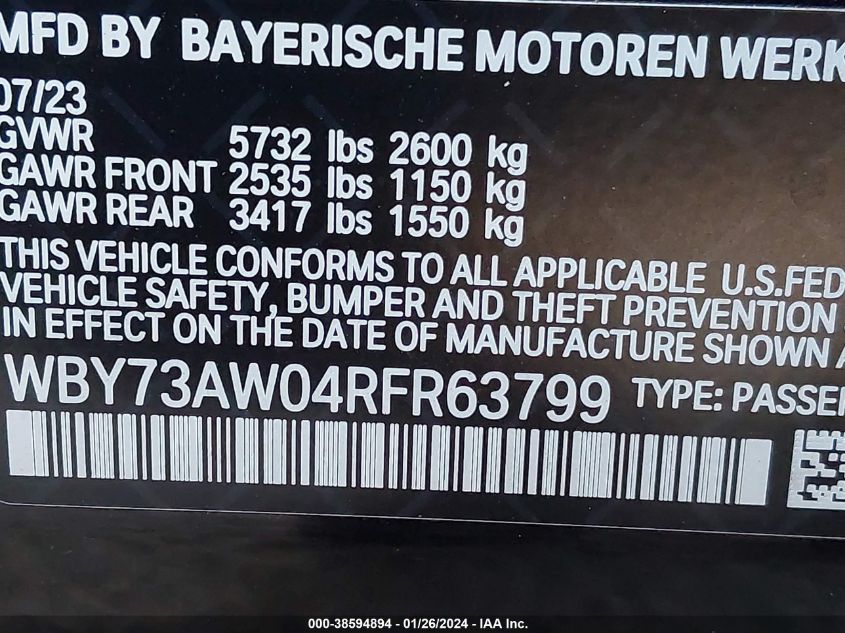 MFD BY BAYERISCHE MOTOREN WERK
07/23
GVWR 5732 lbs 2600 kg
GAWR FRONT 2535 lbs 1150 kg
GAWR REAR 3417 lbs 1550 kg
THIS VEHICLE CONFORMS TO ALL APPLICABLE U.S.FED
VEHICLE SAFETY, BUMPER AND THEFT PREVENTION
IN EFFECT ON THE DATE OF MANUFACTURE SHOWN A
WBY73AW04RFR63799 TYPE: PASSEN
000-38594894 - 01/26/2024 - IAA Inc.